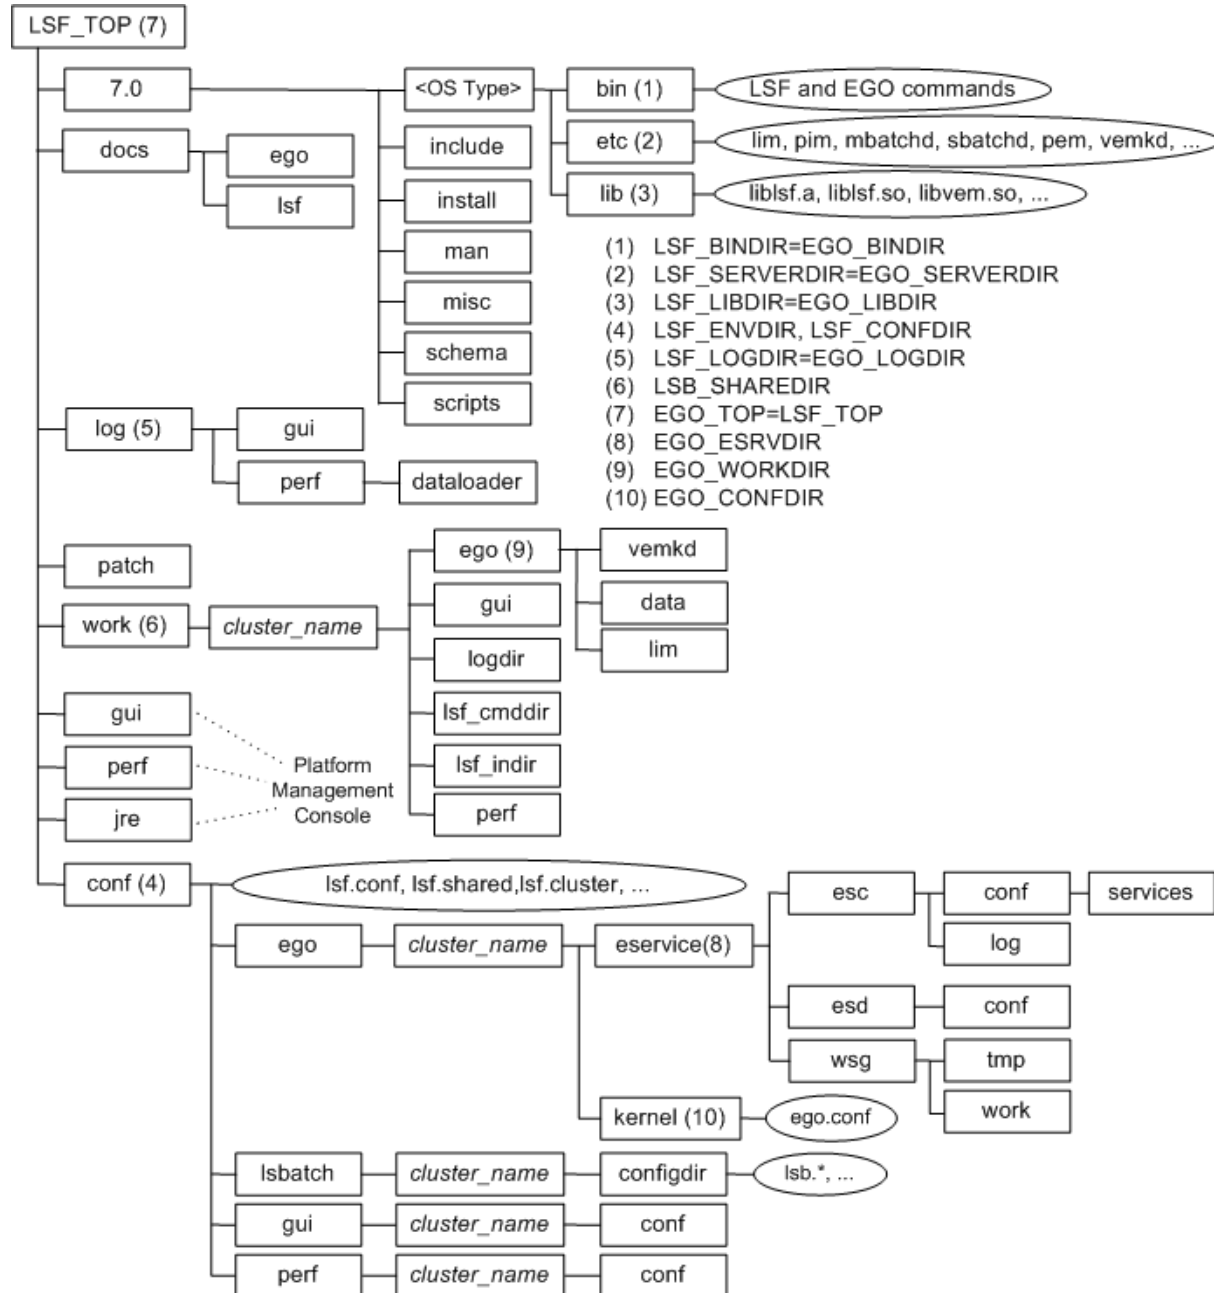 LSF_TOP (7)
7.0
<OS Type>
bin (1)
LSF and EGO commands
docs
ego
include
etc (2)
lim, pim, mbatchd, sbatchd, pem, vemkd, ...
lsf
install
lib (3)
liblsf.a, liblsf.so, libvem.so, ...
man
misc
schema
scripts
(1) LSF_BINDIR=EGO_BINDIR
(2) LSF_SERVERDIR=EGO_SERVERDIR
(3) LSF_LIBDIR=EGO_LIBDIR
(4) LSF_ENVDIR, LSF_CONFDIR
(5) LSF_LOGDIR=EGO_LOGDIR
(6) LSB_SHAREDIR
(7) EGO_TOP=LSF_TOP
(8) EGO_ESRVDIR
(9) EGO_WORKDIR
(10) EGO_CONFDIR
log (5)
gui
perf
dataloader
patch
work (6)
cluster_name
ego (9)
vemkd
gui
data
logdir
lim
lsf_cmddir
lsf_indir
perf
gui
perf
jre
Platform
Management
Console
conf (4)
lsf.conf, lsf.shared,lsf.cluster, ...
ego
cluster_name
eservice(8)
esc
conf
services
log
esd
conf
wsg
tmp
work
kernel (10)
ego.conf
lsbatch
cluster_name
configdir
lsb.*, ...
gui
cluster_name
conf
perf
cluster_name
conf